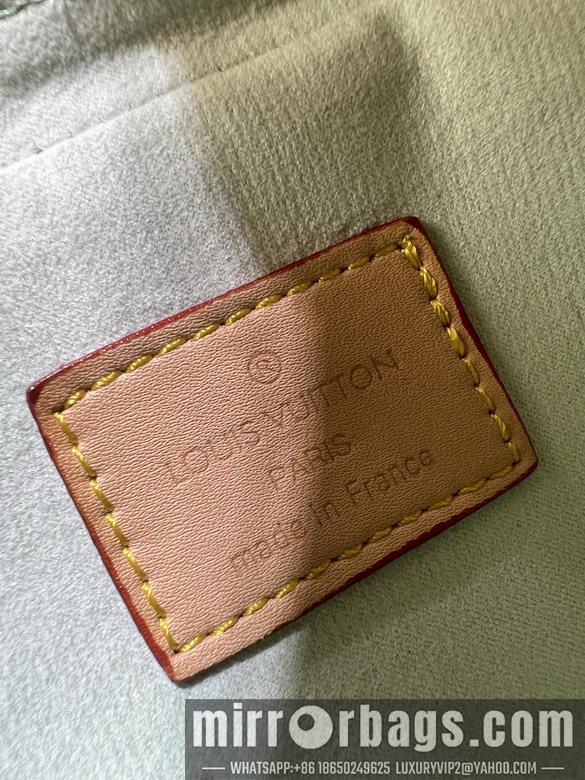 ®
LOUIS VUITTON
PARIS
made in France
mirrorbags.com
WHATSAPP:+86 18650249625 LUXURYVIP2@YAHOO.COM